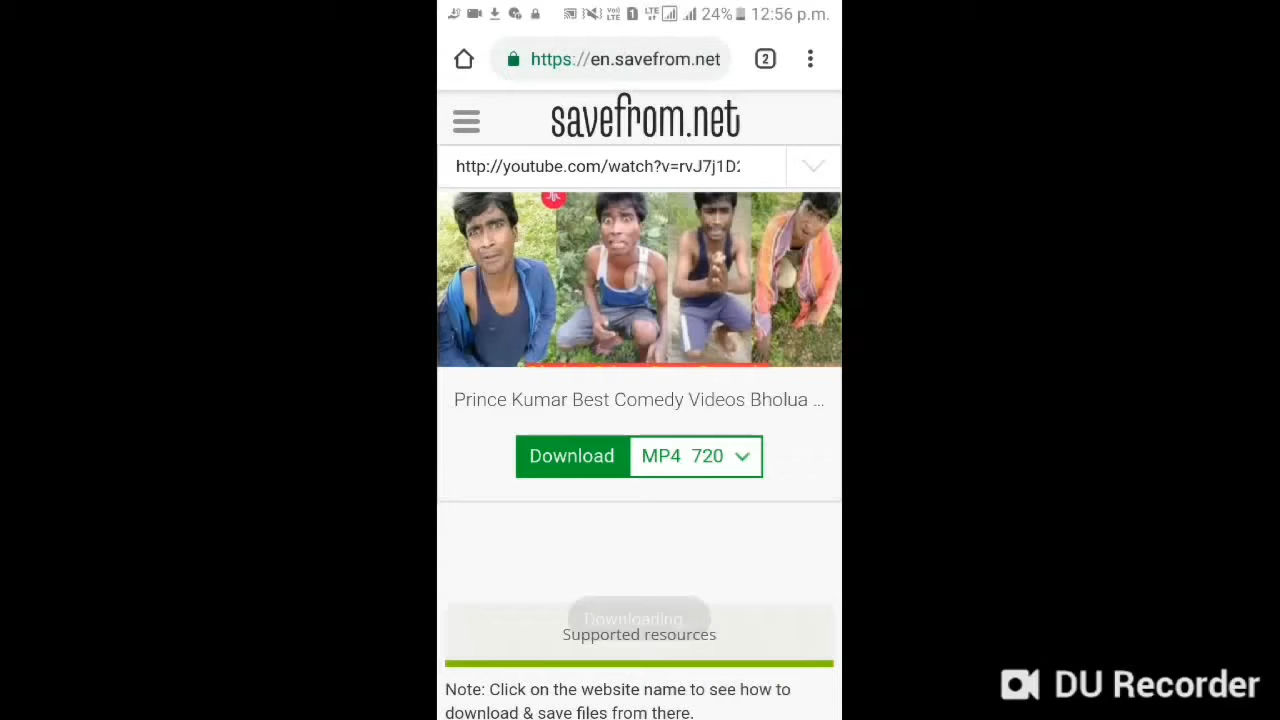 24% 12:56 p.m.
https://en.savefrom.net
2
savefrom.net
http://youtube.com/watch?v=rvJ7j1D
Prince Kumar Best Comedy Videos Bholua ...
Download MP4 720
Downloading...
Supported resources
Note: Click on the website name to see how to
download & save files from there.
DU Recorder